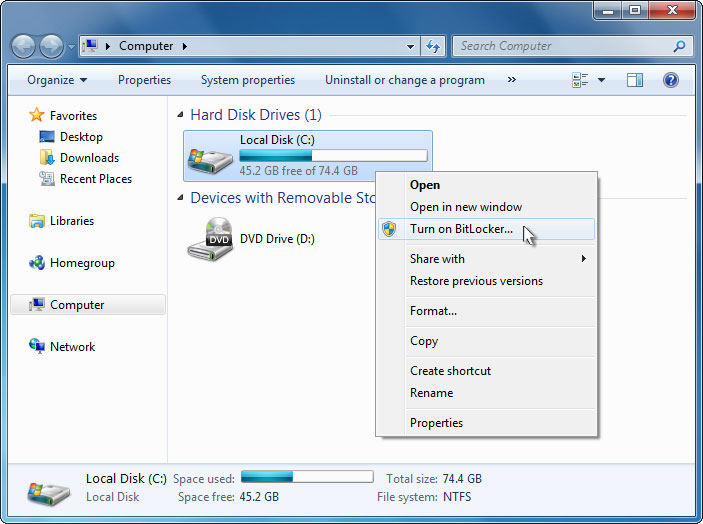 Computer
Search Computer
Organize
Properties
System properties
Uninstall or change a program
»
Favorites
Desktop
Downloads
Recent Places
Libraries
Homegroup
Computer
Network
Hard Disk Drives (1)
Local Disk (C:)
45.2 GB free of 74.4 GB
Devices with Removable Sto
DVD
DVD Drive (D:)
Open
Open in new window
Turn on BitLocker...
Share with
Restore previous versions
Format...
Copy
Create shortcut
Rename
Properties
Local Disk (C:) Space used: Total size: 74.4 GB
Local Disk Space free: 45.2 GB File system: NTFS